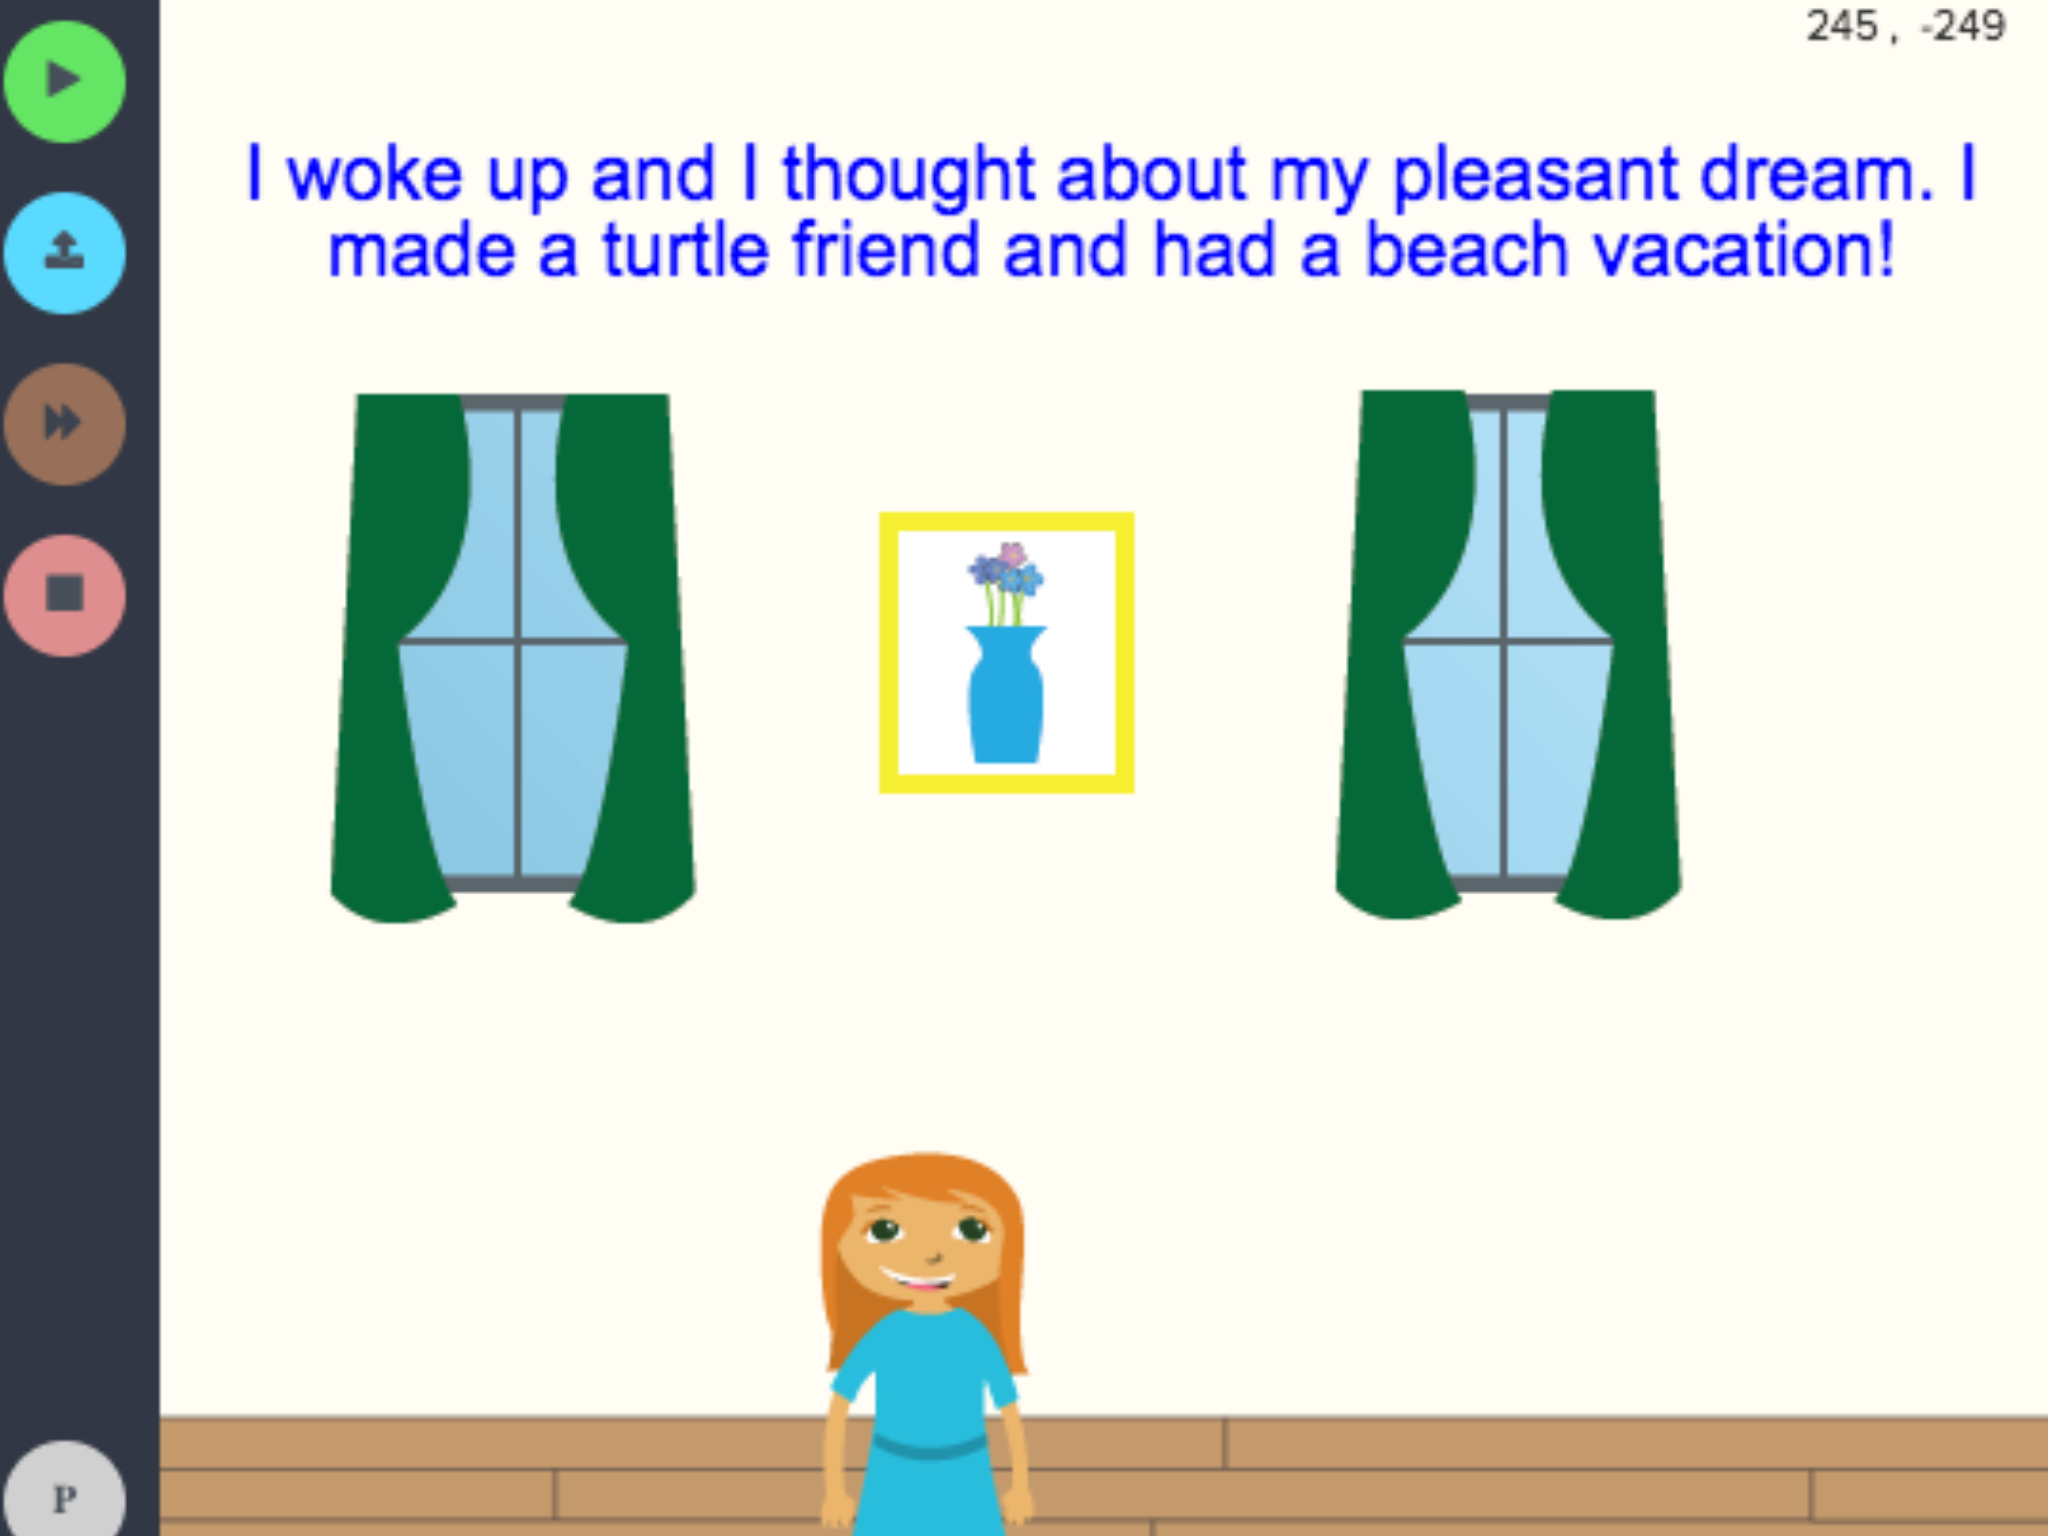 245, -249
I woke up and I thought about my pleasant dream. I
made a turtle friend and had a beach vacation!
P